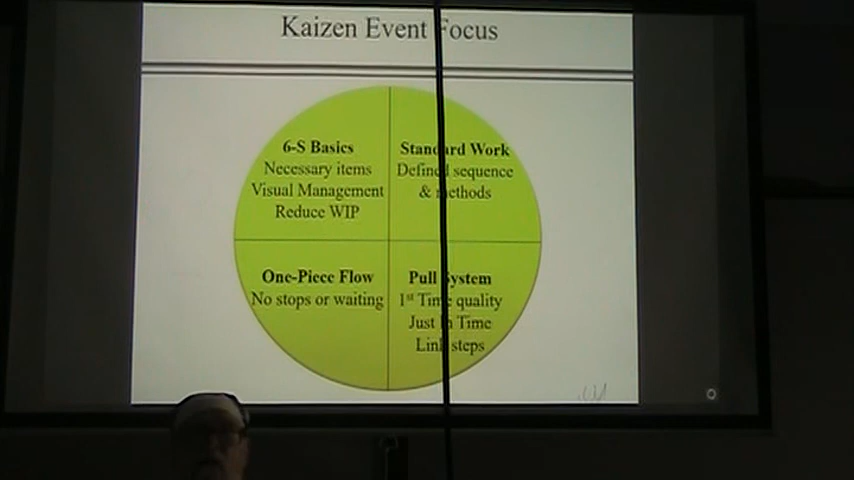 Kaizen Event Focus
6-S Basics
Necessary items
Visual Management
Reduce WIP
Standard Work
Defined sequence
& methods
One-Piece Flow
No stops or waiting
Pull System
1st Time quality
Just In Time
Link steps